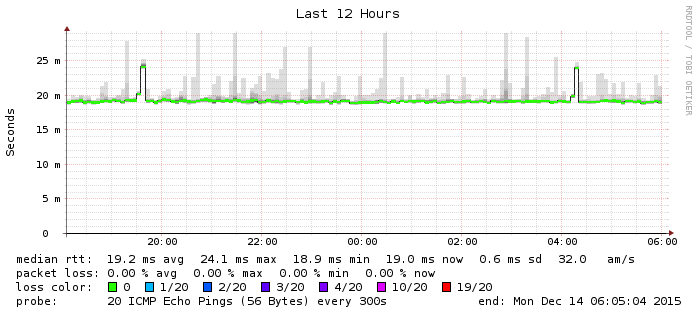 Last 12 Hours
RRDTOOL / TOBI OETIKER
Seconds
25 m
20 m
15 m
10 m
5 m
0
20:00 22:00 00:00 02:00 04:00 06:00
median rtt: 19.2 ms avg 24.1 ms max 18.9 ms min 19.0 ms now 0.6 ms sd 32.0 am/s
packet loss: 0.00 % avg 0.00 % max 0.00 % min 0.00 % now
loss color: 0 1/20 2/20 3/20 4/20 10/20 19/20
probe: 20 ICMP Echo Pings (56 Bytes) every 300s end: Mon Dec 14 06:05:04 2015